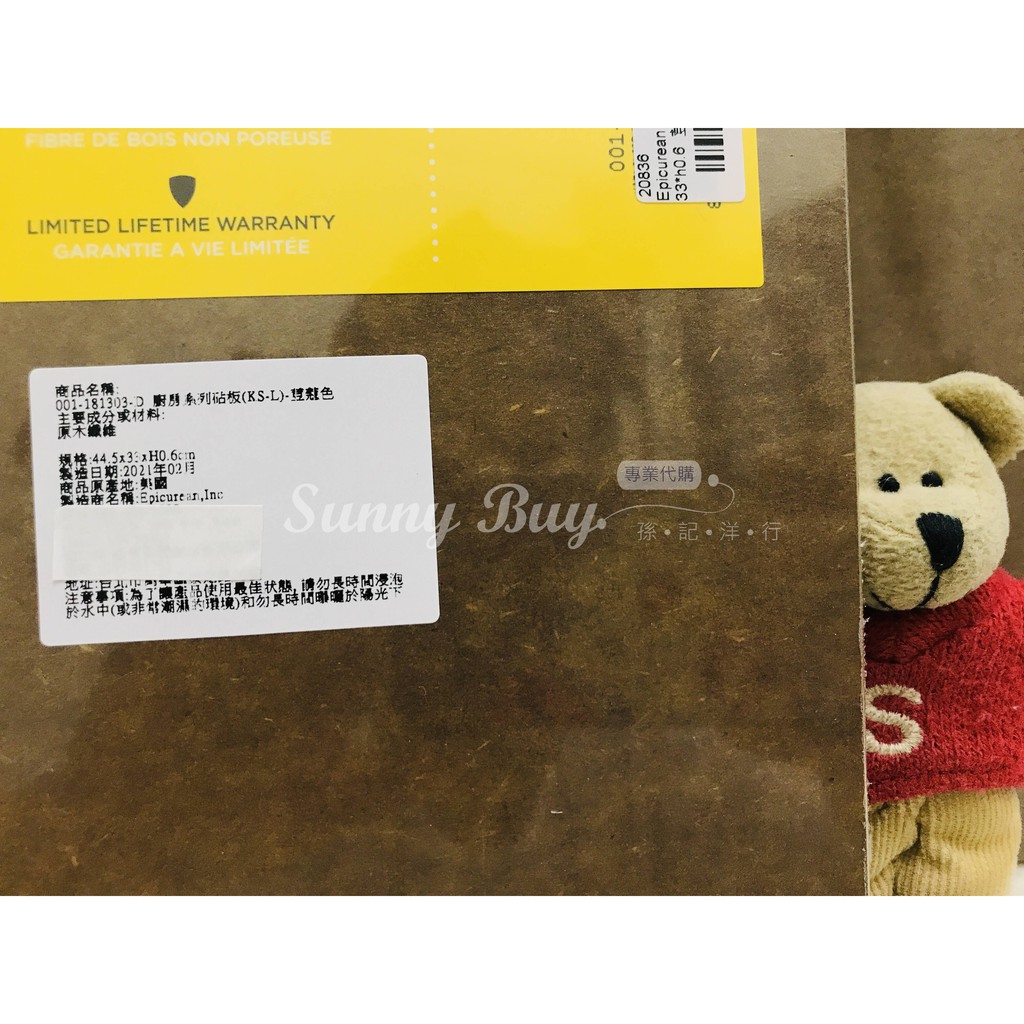 FIBRE DE BOIS NON POREUSE
LIMITED LIFETIME WARRANTY
GARANTIE A VIE LIMITÉE
001-
20836
Epicurean
33*h0.6
8
商品名稱:
001-181303-D 廚房系列砧板(KS-L)-荳蔻色
主要成分或材料:
原木纖維
規格:44.5x33xH0.6cm
製造日期:2021年02月
商品原產地:美國
製造商名稱:Epicurean,Inc
注意事項:為了讓產品使用最佳狀態,請勿長時間浸泡
於水中(或非常潮濕的環境)和勿長時間曝曬於陽光下
Sunny Buy.
專業代購
孫·記·洋·行
S